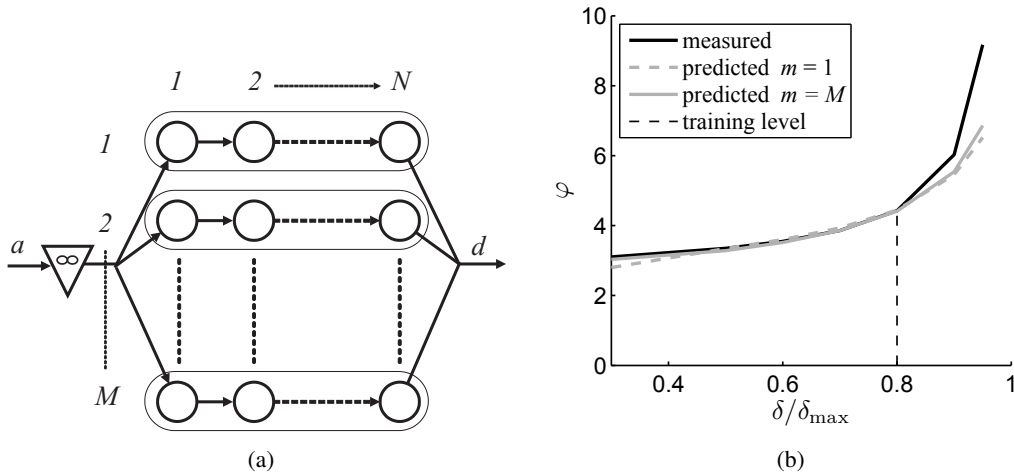 1 2 N
1
2
M
a
∞
d
(a)
10
8
6
4
2
0
φ
measured
predicted m = 1
predicted m = M
training level
0.4 0.6 0.8 1
δ/δmax
(b)